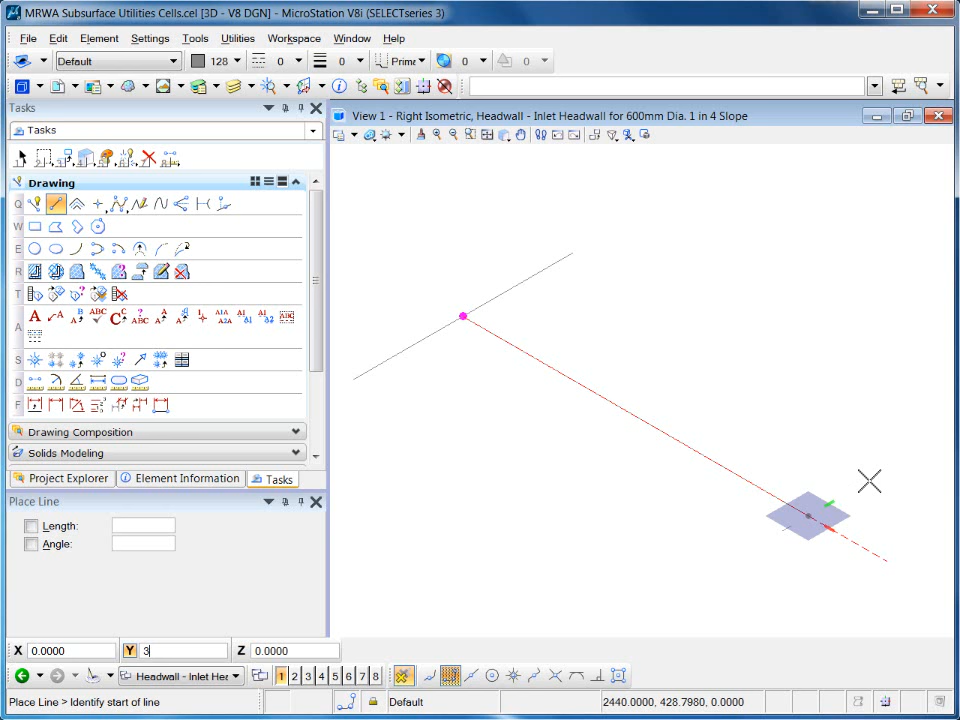 MRWA Subsurface Utilities Cells.cel [3D - V8 DGN] - MicroStation V8i (SELECTseries 3)
File Edit Element Settings Tools Utilities Workspace Window Help
Default 128 0 0 Prima 0 0
Tasks
View 1 - Right Isometric, Headwall - Inlet Headwall for 600mm Dia. 1 in 4 Slope
Tasks
Drawing
Q
W
E
R
T
A
S
D
F
Drawing Composition
Solids Modeling
Project Explorer Element Information Tasks
Place Line
Length:
Angle:
X 0.0000 Y 3 Z 0.0000
Headwall - Inlet Hea 1 2 3 4 5 6 7 8
Place Line > Identify start of line Default 2440.0000, 428.7980, 0.0000